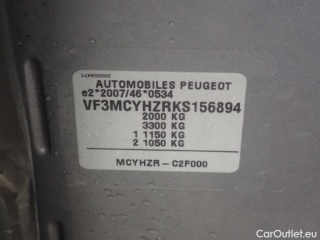 AUTOMOBILES PEUGEOT
e2*2007/46*0534
VF3MCYHZRKS156894
2000 KG
3300 KG
1 1150 KG
2 1050 KG
MCYHZR - C2F000
© CarOutlet.eu